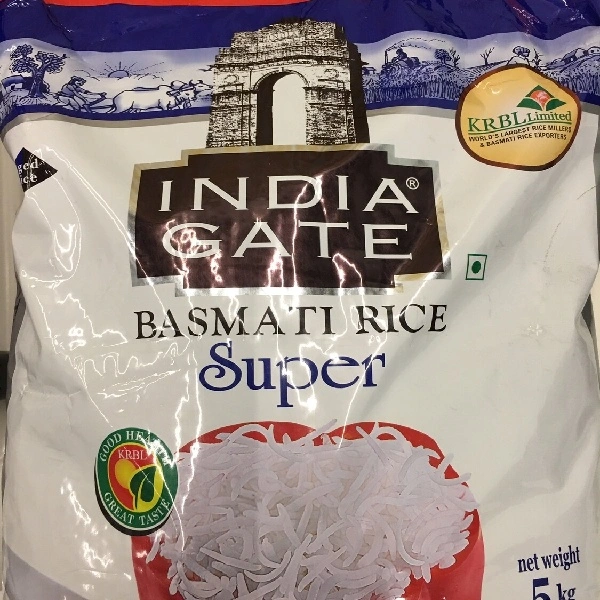 KRBL Limited
WORLD'S LARGEST RICE MILLERS
& BASMATI RICE EXPORTERS
INDIA®
GATE
BASMATI RICE
Super
GOOD HEALTH
KRBL
GREAT TASTE
net weight
5 kg